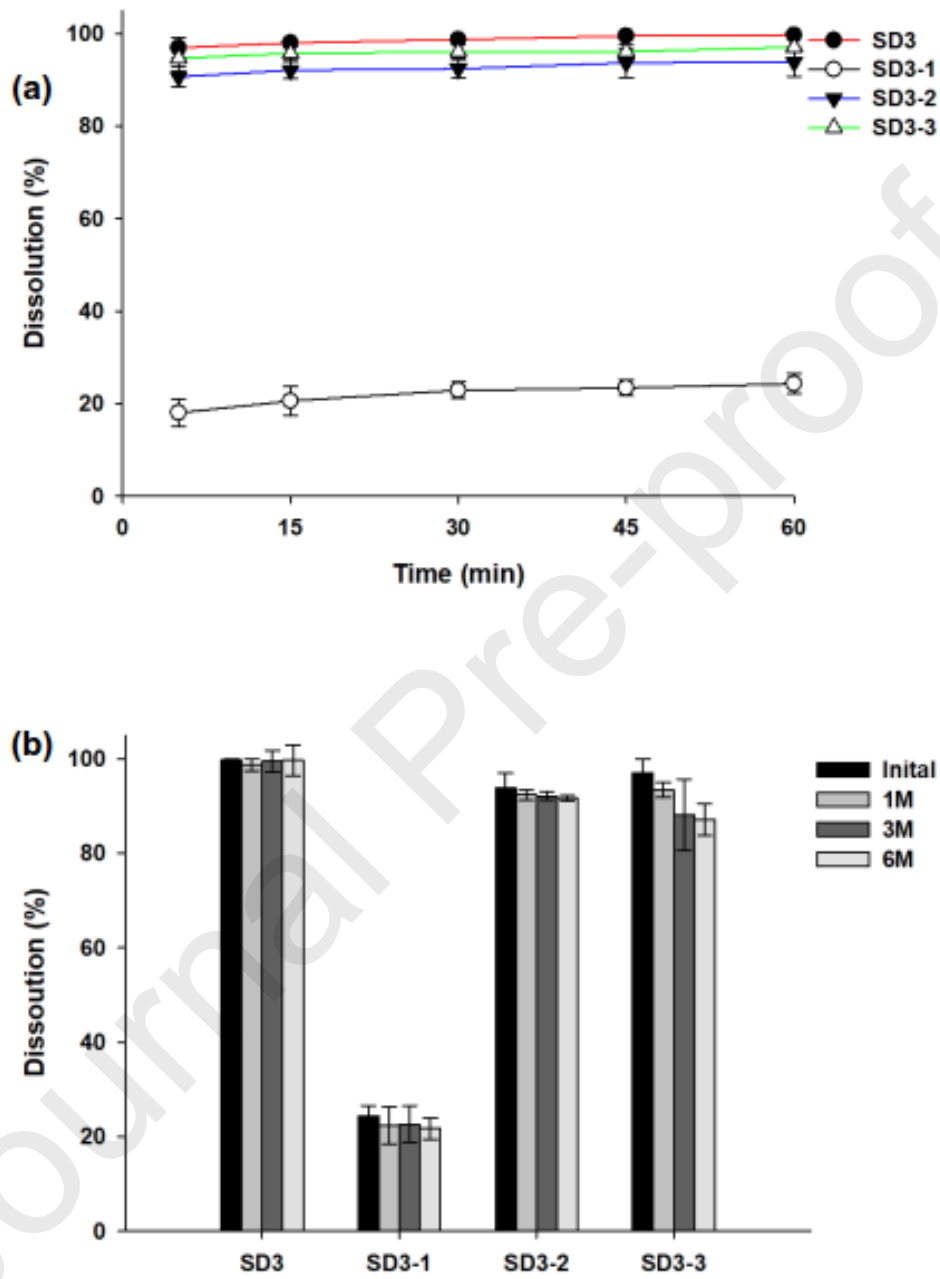 (a)
Dissolution (%)
100
80
60
40
20
0
0 15 30 45 60
Time (min)
SD3
SD3-1
SD3-2
SD3-3
(b)
Dissoution (%)
100
80
60
40
20
0
SD3 SD3-1 SD3-2 SD3-3
Inital
1M
3M
6M
Journal Pre-proof